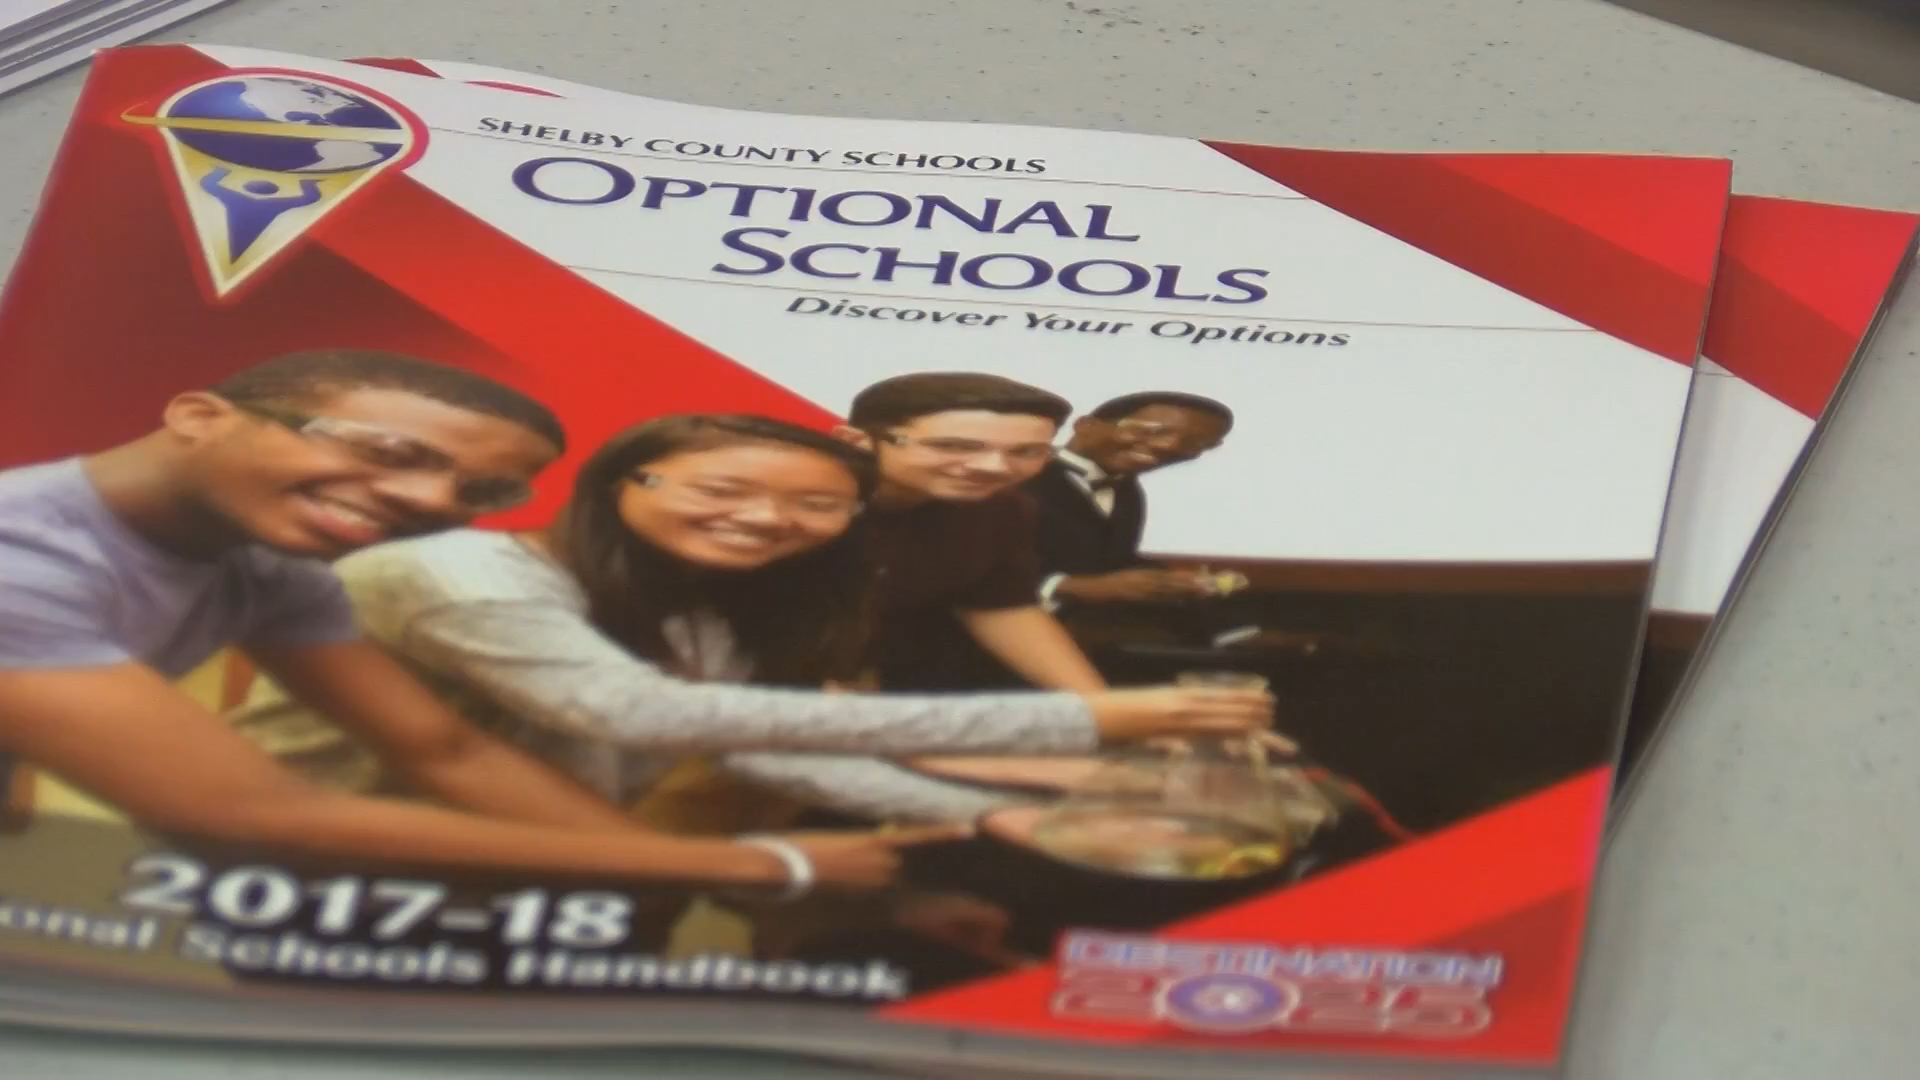 SHELBY COUNTY SCHOOLS
OPTIONAL
SCHOOLS
Discover Your Options
2017-18
onal Schools Handbook
DESTINATION
2025